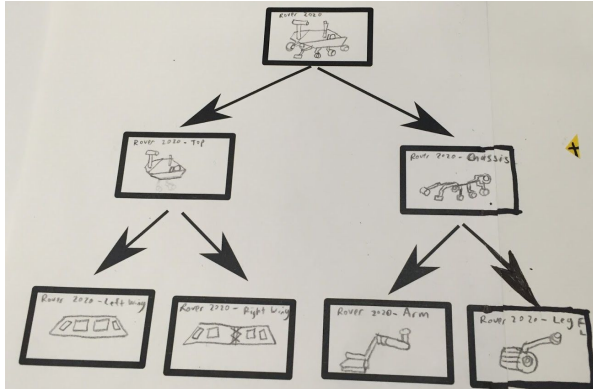 Rover 2020
Rover 2020 - Top
Rover 2020 - Chassis
Rover 2020 - Left wing
Rover 2020 - Right wing
Rover 2020 - Arm
Rover 2020 - Leg F
L